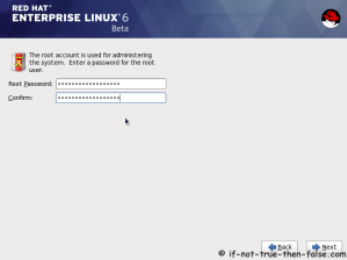 RED HAT
ENTERPRISE LINUX 6
Beta
The root account is used for administering
the system. Enter a password for the root
user.
Root Password: ******************
Confirm: ******************
Back Next
© if-not-true-then-false.com